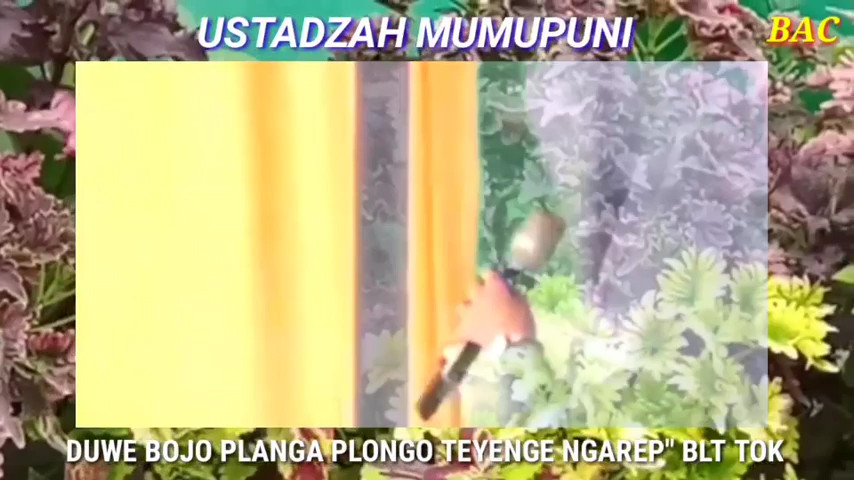 USTADZAH MUMUPUNI
BAC
DUWE BOJO PLANGA PLONGO TEYENGE NGAREP" BLT TOK